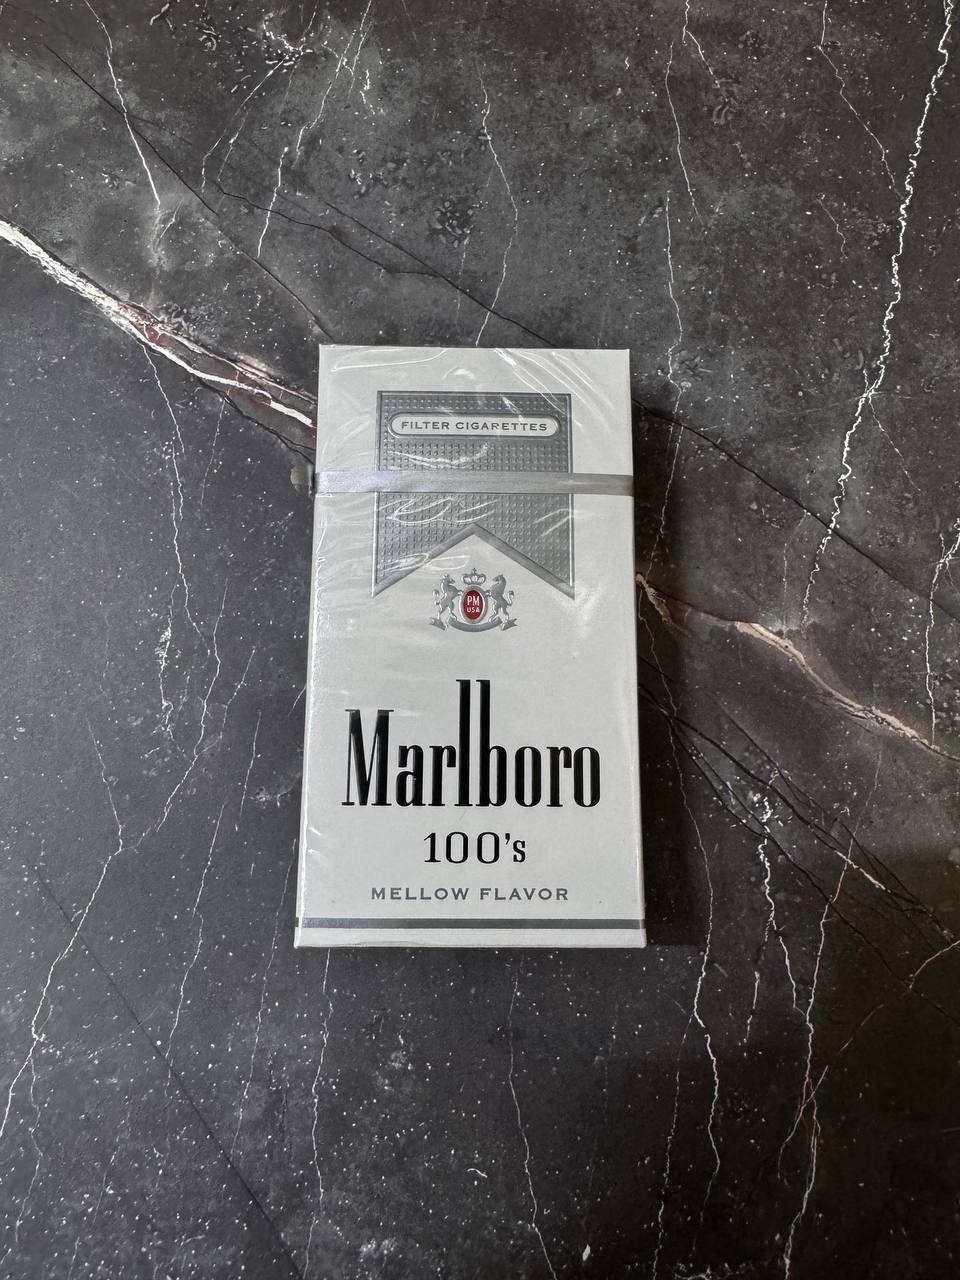 FILTER CIGARETTES
PM
USA
Marlboro
100's
MELLOW FLAVOR